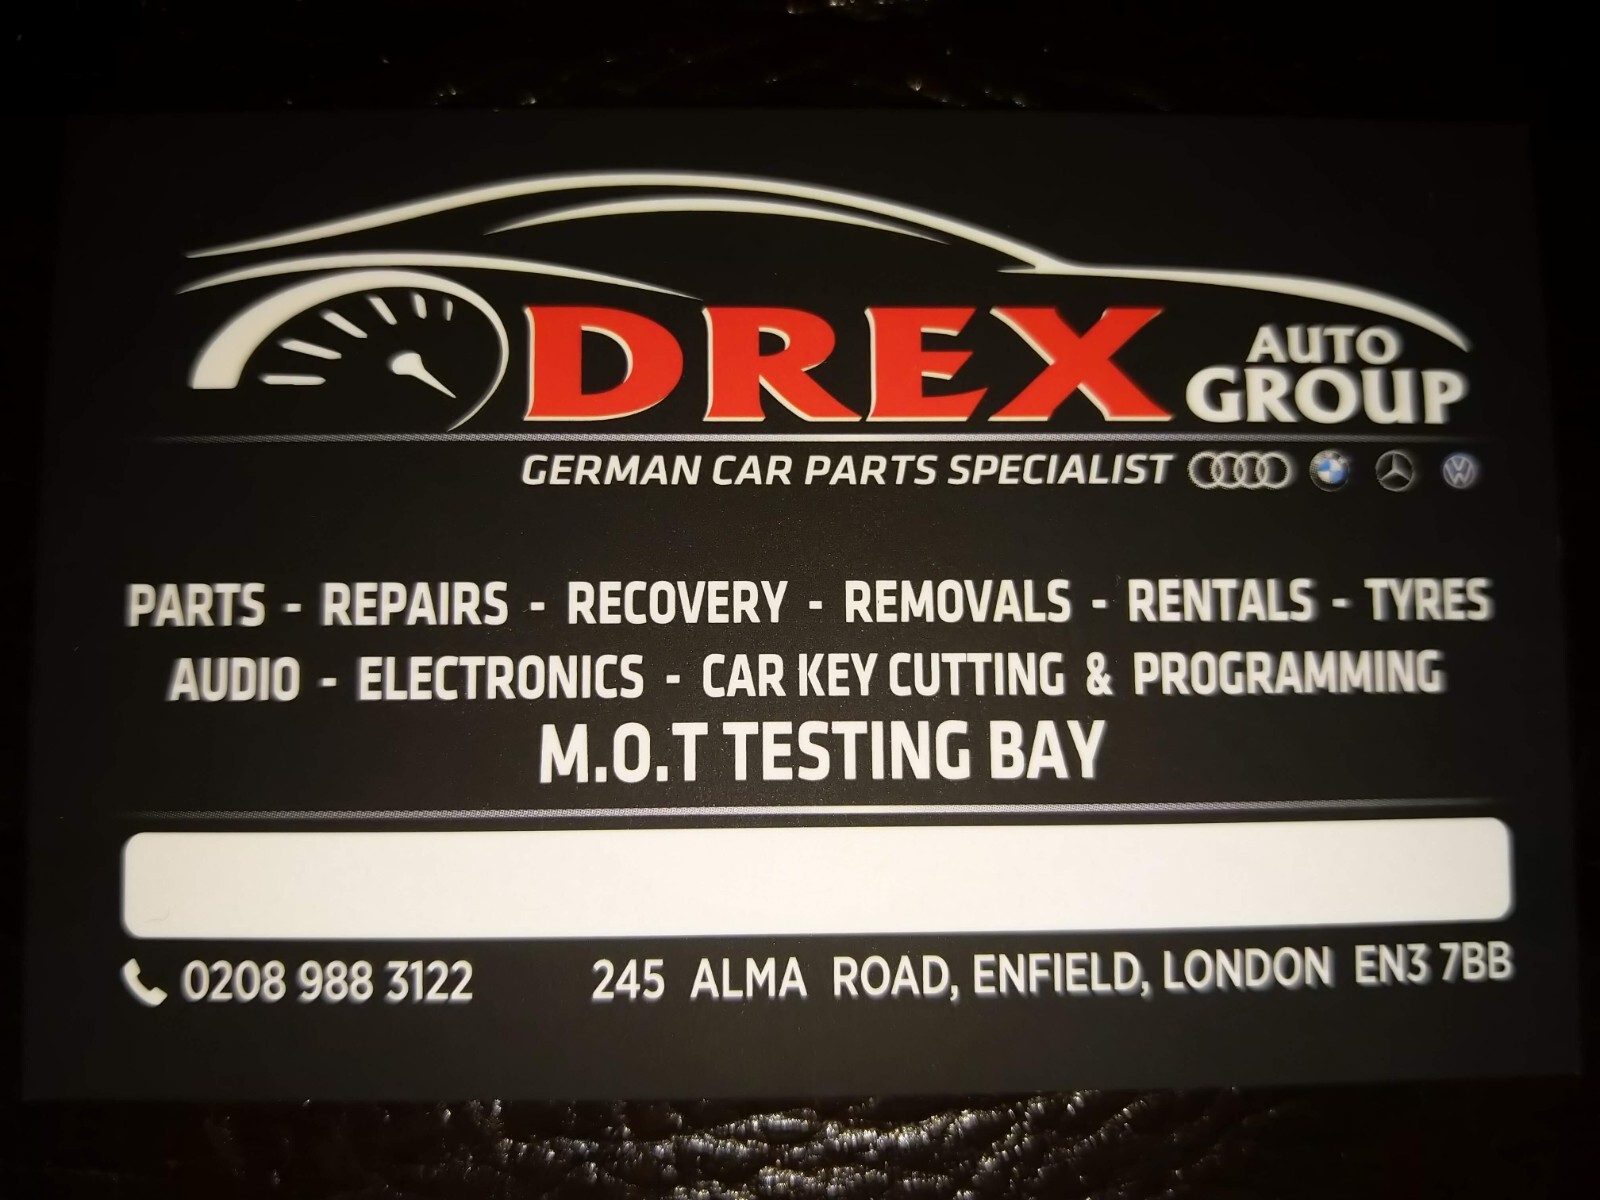 DREX AUTO GROUP
GERMAN CAR PARTS SPECIALIST
PARTS - REPAIRS - RECOVERY - REMOVALS - RENTALS - TYRES
AUDIO - ELECTRONICS - CAR KEY CUTTING & PROGRAMMING
M.O.T TESTING BAY
0208 988 3122 245 ALMA ROAD, ENFIELD, LONDON EN3 7BB